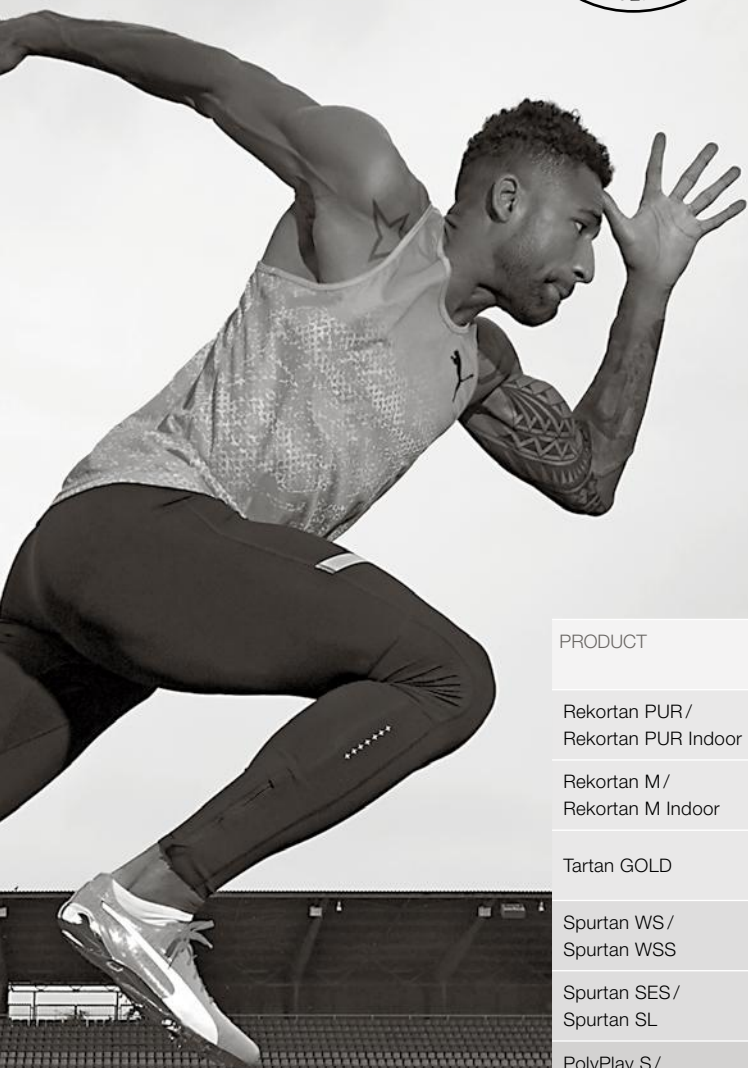 PRODUCT
Rekortan PUR /
Rekortan PUR Indoor
Rekortan M /
Rekortan M Indoor
Tartan GOLD
Spurtan WS /
Spurtan WSS
Spurtan SES /
Spurtan SL
PolyPlay S /